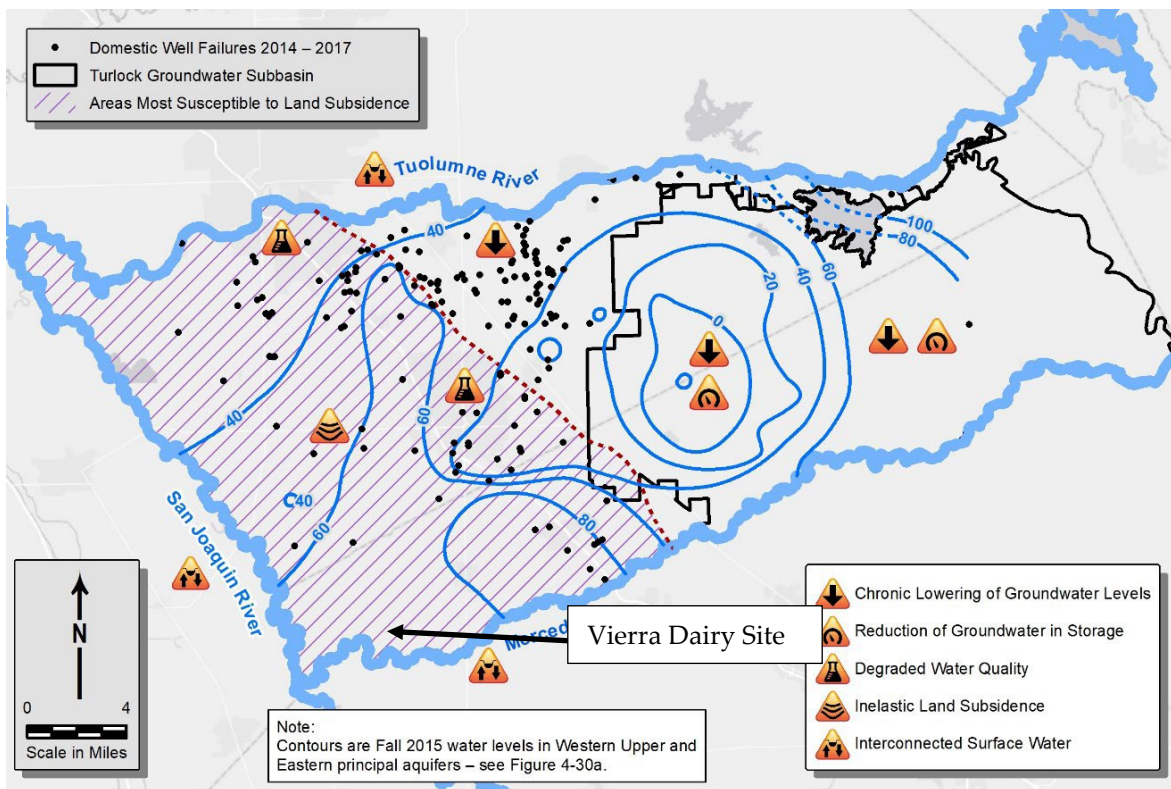 Domestic Well Failures 2014 – 2017
Turlock Groundwater Subbasin
Areas Most Susceptible to Land Subsidence
Tuolumne River
40
100
80
60
40
20
0
40
60
C40
60
80
San Joaquin River
Merced
Vierra Dairy Site
N
0 4
Scale in Miles
Note:
Contours are Fall 2015 water levels in Western Upper and
Eastern principal aquifers – see Figure 4-30a.
Chronic Lowering of Groundwater Levels
Reduction of Groundwater in Storage
Degraded Water Quality
Inelastic Land Subsidence
Interconnected Surface Water